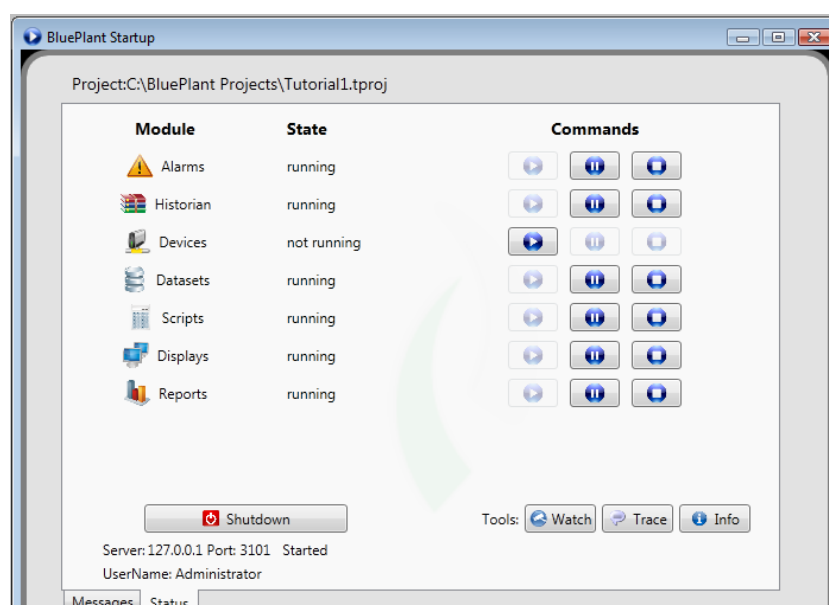 BluePlant Startup
Project:C:\BluePlant Projects\Tutorial1.tproj
Module State Commands
Alarms running
Historian running
Devices not running
Datasets running
Scripts running
Displays running
Reports running
Shutdown Tools: Watch Trace Info
Server: 127.0.0.1 Port: 3101 Started
UserName: Administrator
Messages Status